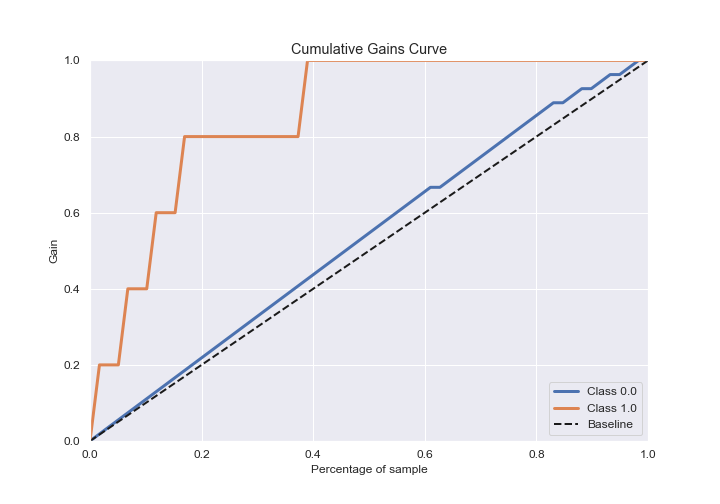 Cumulative Gains Curve
1.0
0.8
0.6
0.4
0.2
0.0
Gain
0.0 0.2 0.4 0.6 0.8 1.0
Percentage of sample
Class 0.0
Class 1.0
Baseline